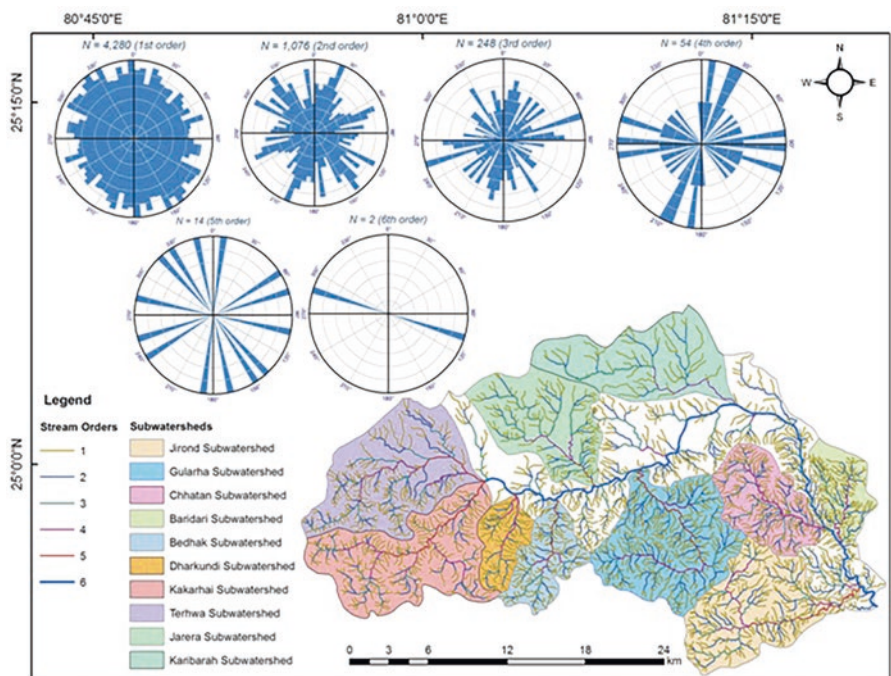 80°45'0"E 81°0'0"E 81°15'0"E
N = 4,280 (1st order) N = 1,076 (2nd order) N = 248 (3rd order) N = 54 (4th order)
N
W E
S
25°15'0"N
N = 14 (5th order) N = 2 (6th order)
25°0'0"N
Legend
Stream Orders
1
2
3
4
5
6
Subwatersheds
Jirond Subwatershed
Gularha Subwatershed
Chhatan Subwatershed
Baridari Subwatershed
Bedhak Subwatershed
Dharkundi Subwatershed
Kakarhai Subwatershed
Terhwa Subwatershed
Jarera Subwatershed
Karibarah Subwatershed
0 3 6 12 18 24
km